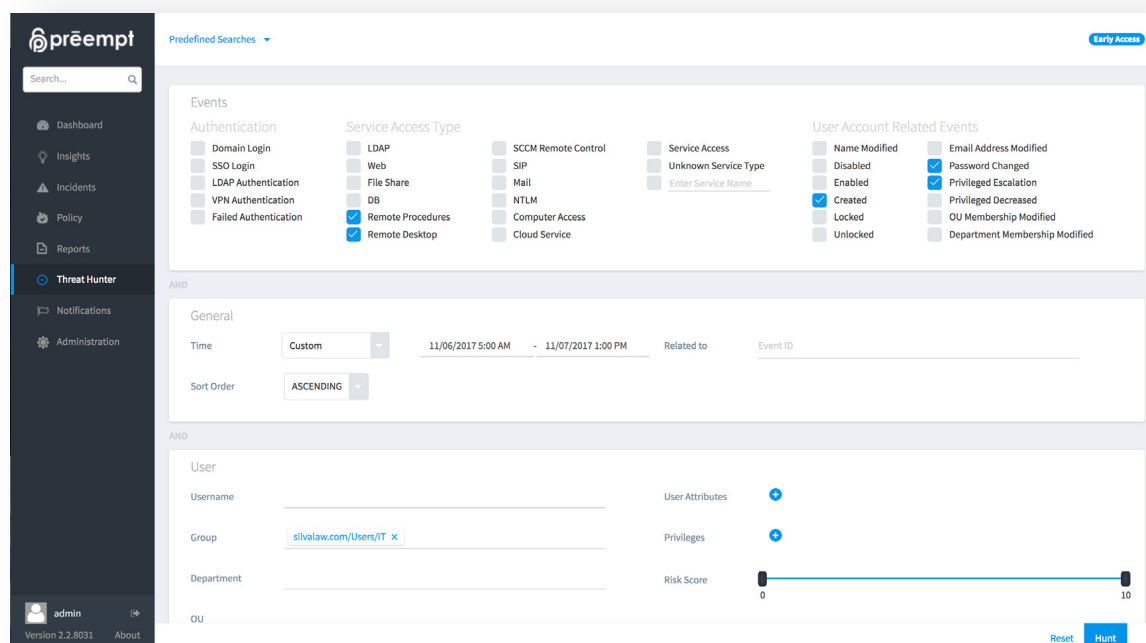 prēempt
Predefined Searches
Early Access
Search...
Dashboard
Insights
Incidents
Policy
Reports
Threat Hunter
Notifications
Administration
admin
Version 2.2.8031 About
Events
Authentication
Domain Login
SSO Login
LDAP Authentication
VPN Authentication
Failed Authentication
Service Access Type
LDAP
Web
File Share
DB
Remote Procedures
Remote Desktop
SCCM Remote Control
SIP
Mail
NTLM
Computer Access
Cloud Service
Service Access
Unknown Service Type
Enter Service Name
User Account Related Events
Name Modified
Disabled
Enabled
Created
Locked
Unlocked
Email Address Modified
Password Changed
Privileged Escalation
Privileged Decreased
OU Membership Modified
Department Membership Modified
AND
General
Time Custom 11/06/2017 5:00 AM - 11/07/2017 1:00 PM Related to Event ID
Sort Order ASCENDING
AND
User
Username
Group silvalaw.com/Users/IT ×
Department
OU
User Attributes
Privileges
Risk Score
0 10
Reset Hunt